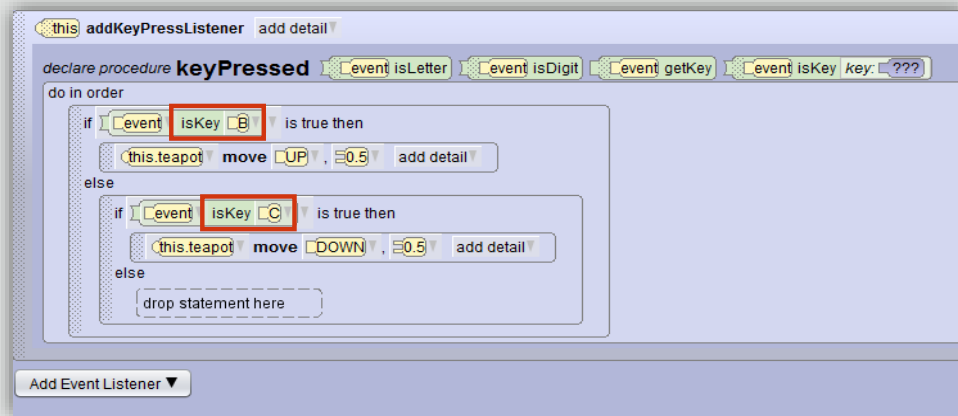 this addKeyPressListener add detail
declare procedure keyPressed event isLetter event isDigit event getKey event isKey key: ???
do in order
if event isKey B is true then
this.teapot move UP , 0.5 add detail
else
if event isKey C is true then
this.teapot move DOWN , 0.5 add detail
else
drop statement here
Add Event Listener